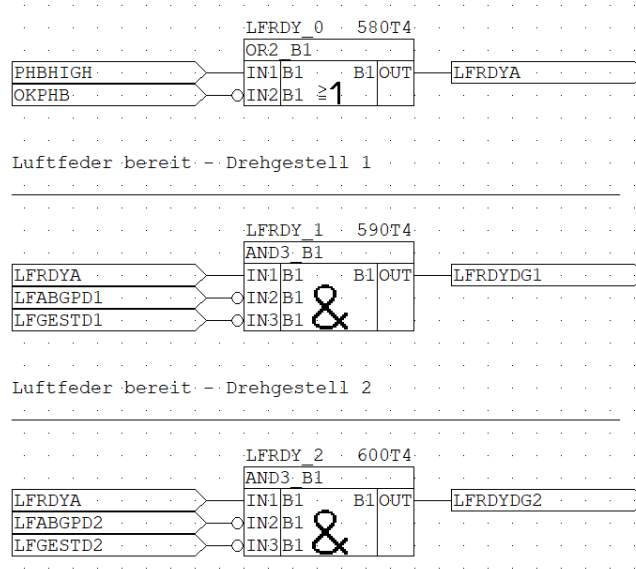 LFRDY_0 580T4
OR2_B1
PHBHIGH IN1 B1 B1 OUT LFRDYA
OKPHB IN2 B1 ≧1
Luftfeder bereit - Drehgestell 1
LFRDY_1 590T4
AND3_B1
LFRDYA IN1 B1 B1 OUT LFRDYDG1
LFABGPD1 IN2 B1 &
LFGESTD1 IN3 B1
Luftfeder bereit - Drehgestell 2
LFRDY_2 600T4
AND3_B1
LFRDYA IN1 B1 B1 OUT LFRDYDG2
LFABGPD2 IN2 B1 &
LFGESTD2 IN3 B1